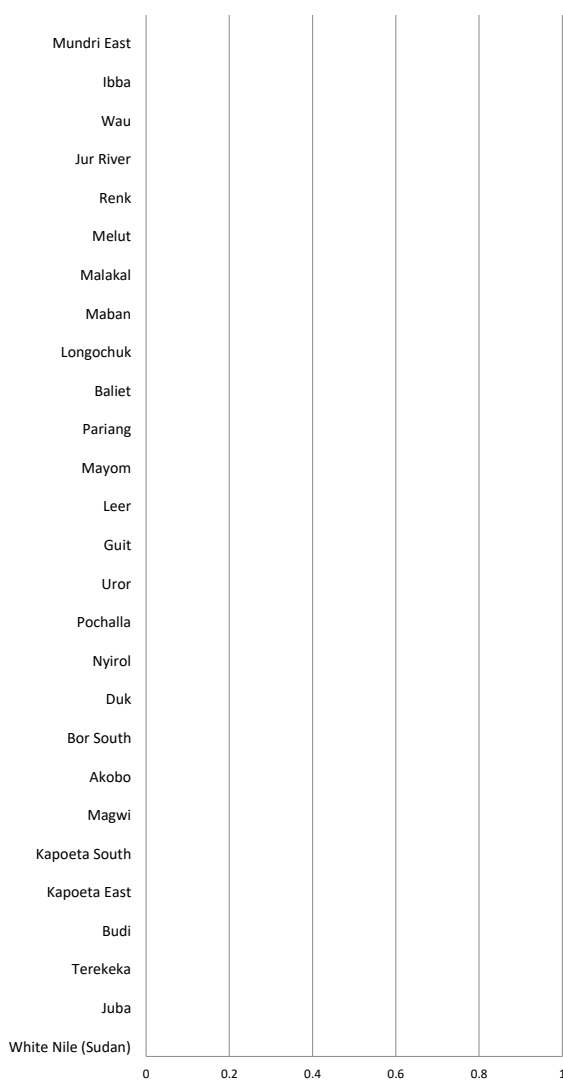 Mundri East
Ibba
Wau
Jur River
Renk
Melut
Malakal
Maban
Longochuk
Baliet
Pariang
Mayom
Leer
Guit
Uror
Pochalla
Nyirol
Duk
Bor South
Akobo
Magwi
Kapoeta South
Kapoeta East
Budi
Terekeka
Juba
White Nile (Sudan)
0 0.2 0.4 0.6 0.8 1